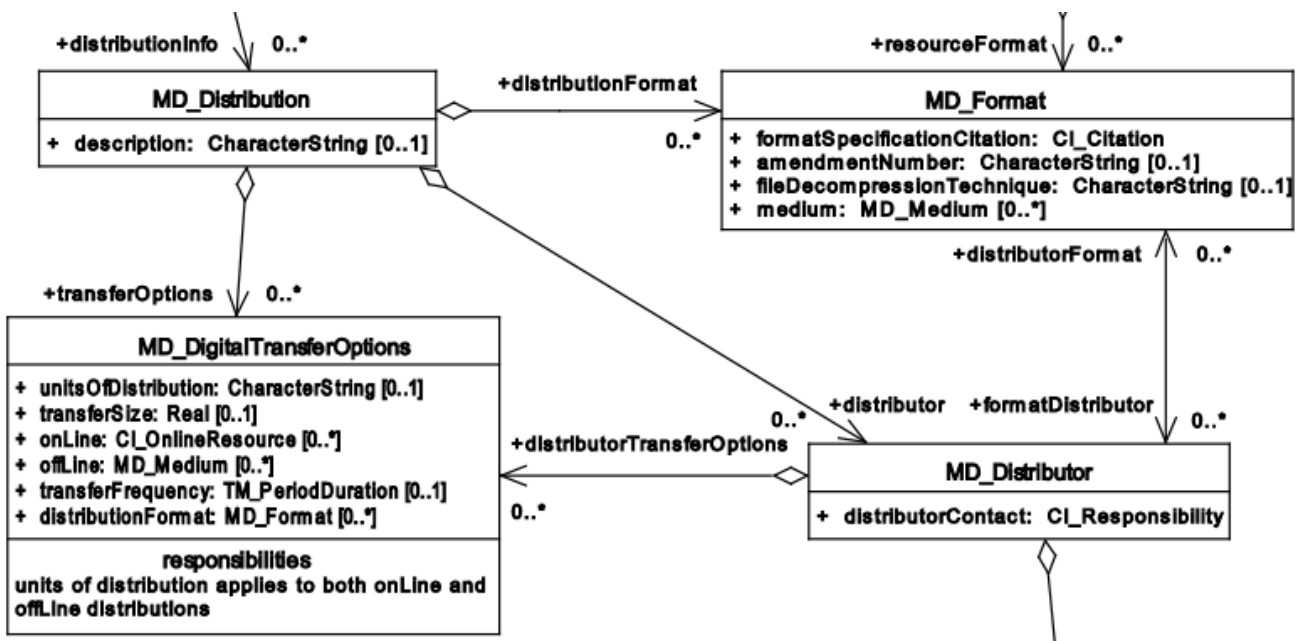 +distributionInfo 0..*
+resourceFormat 0..*
MD_Distribution
+ description: CharacterString [0..1]
+distributionFormat
0..*
MD_Format
+ formatSpecificationCitation: CI_Citation
+ amendmentNumber: CharacterString [0..1]
+ fileDecompressionTechnique: CharacterString [0..1]
+ medium: MD_Medium [0..*]
+distributorFormat 0..*
+transferOptions 0..*
MD_DigitalTransferOptions
+ unitsOfDistribution: CharacterString [0..1]
+ transferSize: Real [0..1]
+ onLine: CI_OnlineResource [0..*]
+ offLine: MD_Medium [0..*]
+ transferFrequency: TM_PeriodDuration [0..1]
+ distributionFormat: MD_Format [0..*]
responsibilities
units of distribution applies to both onLine and
offLine distributions
0..* +distributor
+formatDistributor 0..*
+distributorTransferOptions
0..*
MD_Distributor
+ distributorContact: CI_Responsibility